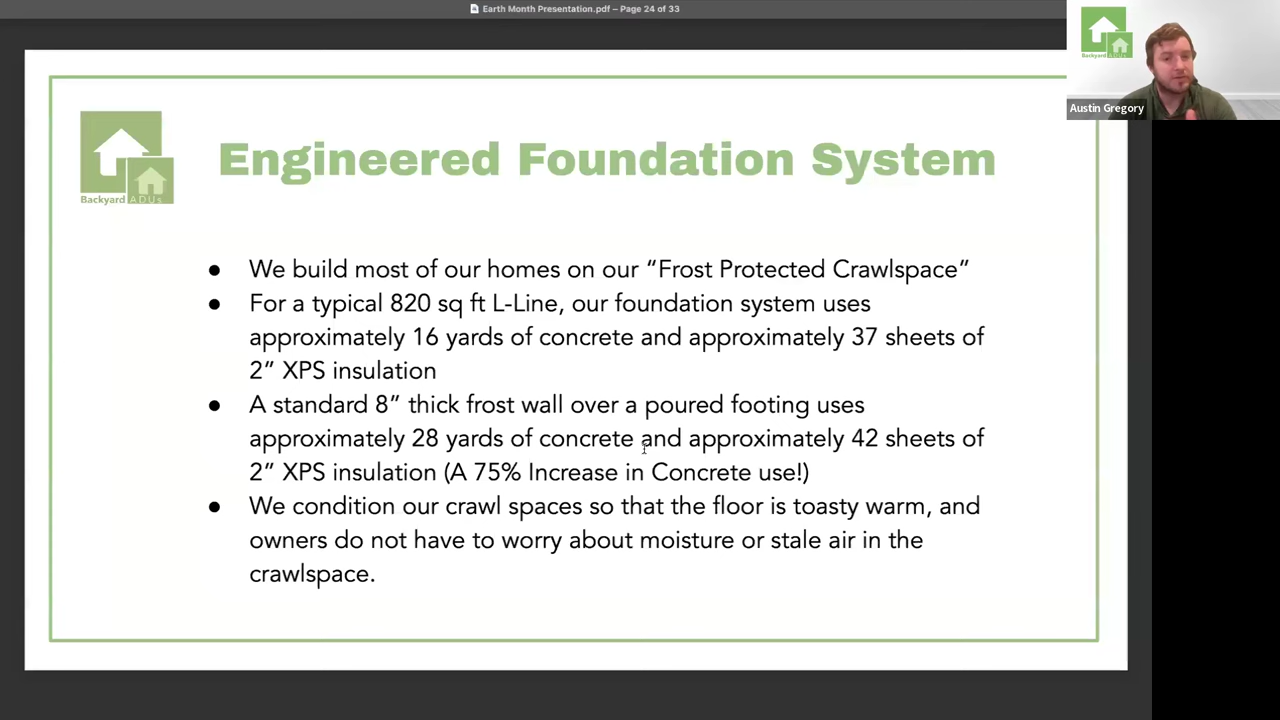 Earth Month Presentation.pdf – Page 24 of 33
Backyard ADUs
Austin Gregory
Backyard ADUs
Engineered Foundation System
● We build most of our homes on our “Frost Protected Crawlspace”
● For a typical 820 sq ft L-Line, our foundation system uses
approximately 16 yards of concrete and approximately 37 sheets of
2” XPS insulation
● A standard 8” thick frost wall over a poured footing uses
approximately 28 yards of concrete and approximately 42 sheets of
2” XPS insulation (A 75% Increase in Concrete use!)
● We condition our crawl spaces so that the floor is toasty warm, and
owners do not have to worry about moisture or stale air in the
crawlspace.